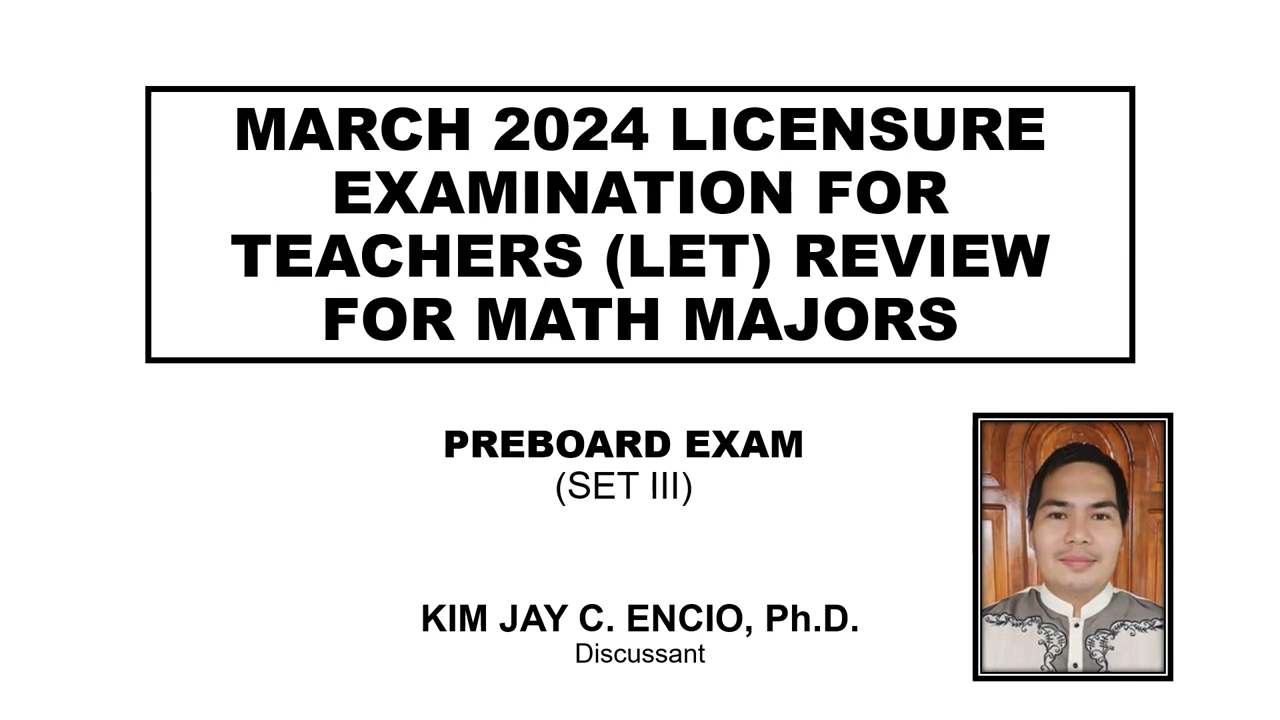 MARCH 2024 LICENSURE
EXAMINATION FOR
TEACHERS (LET) REVIEW
FOR MATH MAJORS
PREBOARD EXAM
(SET III)
KIM JAY C. ENCIO, Ph.D.
Discussant